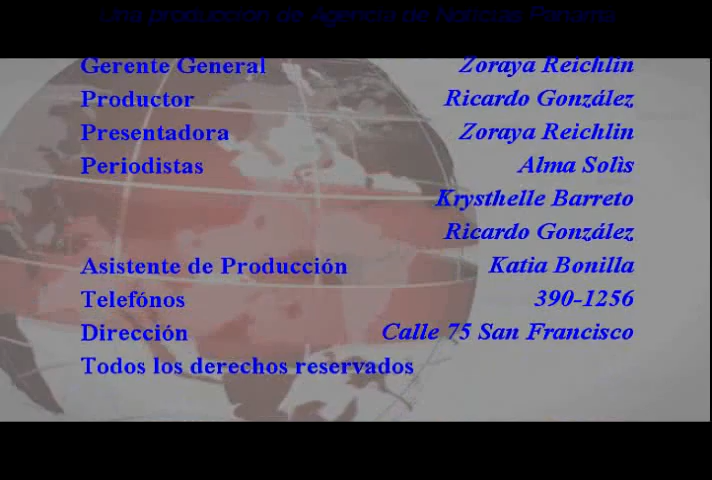 Una producción de Agencia de Noticias Panamá
Gerente General Zoraya Reichlin
Productor Ricardo González
Presentadora Zoraya Reichlin
Periodistas Alma Solìs
Krysthelle Barreto
Ricardo González
Asistente de Producción Katia Bonilla
Telefónos 390-1256
Dirección Calle 75 San Francisco
Todos los derechos reservados